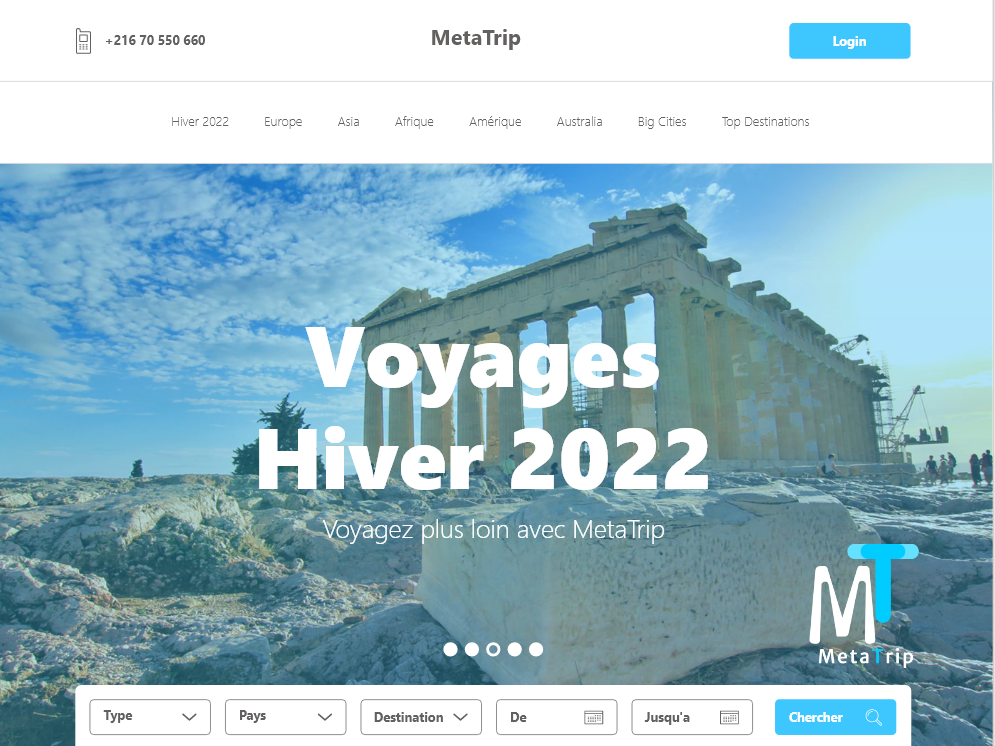 +216 70 550 660
MetaTrip
Login
Hiver 2022 Europe Asia Afrique Amérique Australia Big Cities Top Destinations
Voyages
Hiver 2022
Voyagez plus loin avec MetaTrip
MT
MetaTrip
Type Pays Destination De Jusqu'a Chercher